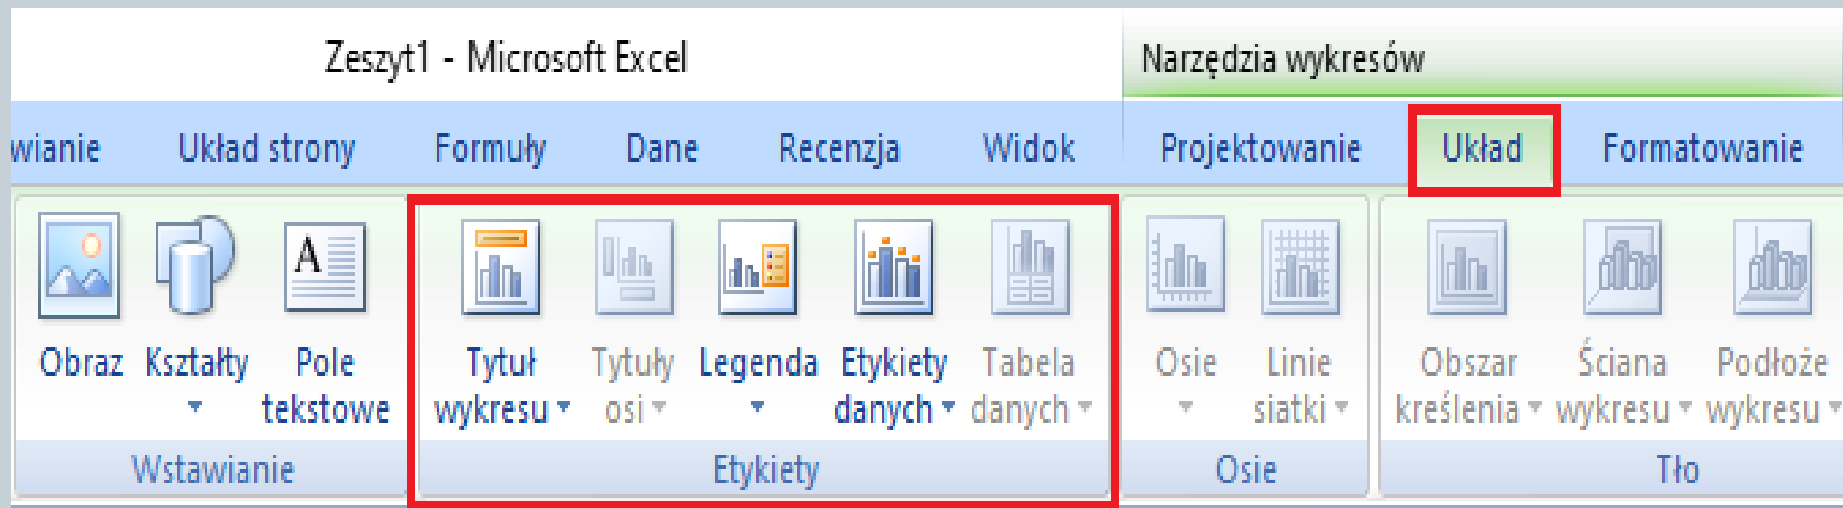 Zeszyt1 - Microsoft Excel
Narzędzia wykresów
wianie Układ strony Formuły Dane Recenzja Widok Projektowanie Układ Formatowanie
A
Obraz Kształty Pole tekstowe
Tytuł wykresu Tytuły osi Legenda Etykiety danych Tabela danych
Osie Linie siatki
Obszar kreślenia Ściana wykresu Podłoże wykresu
Wstawianie Etykiety Osie Tło